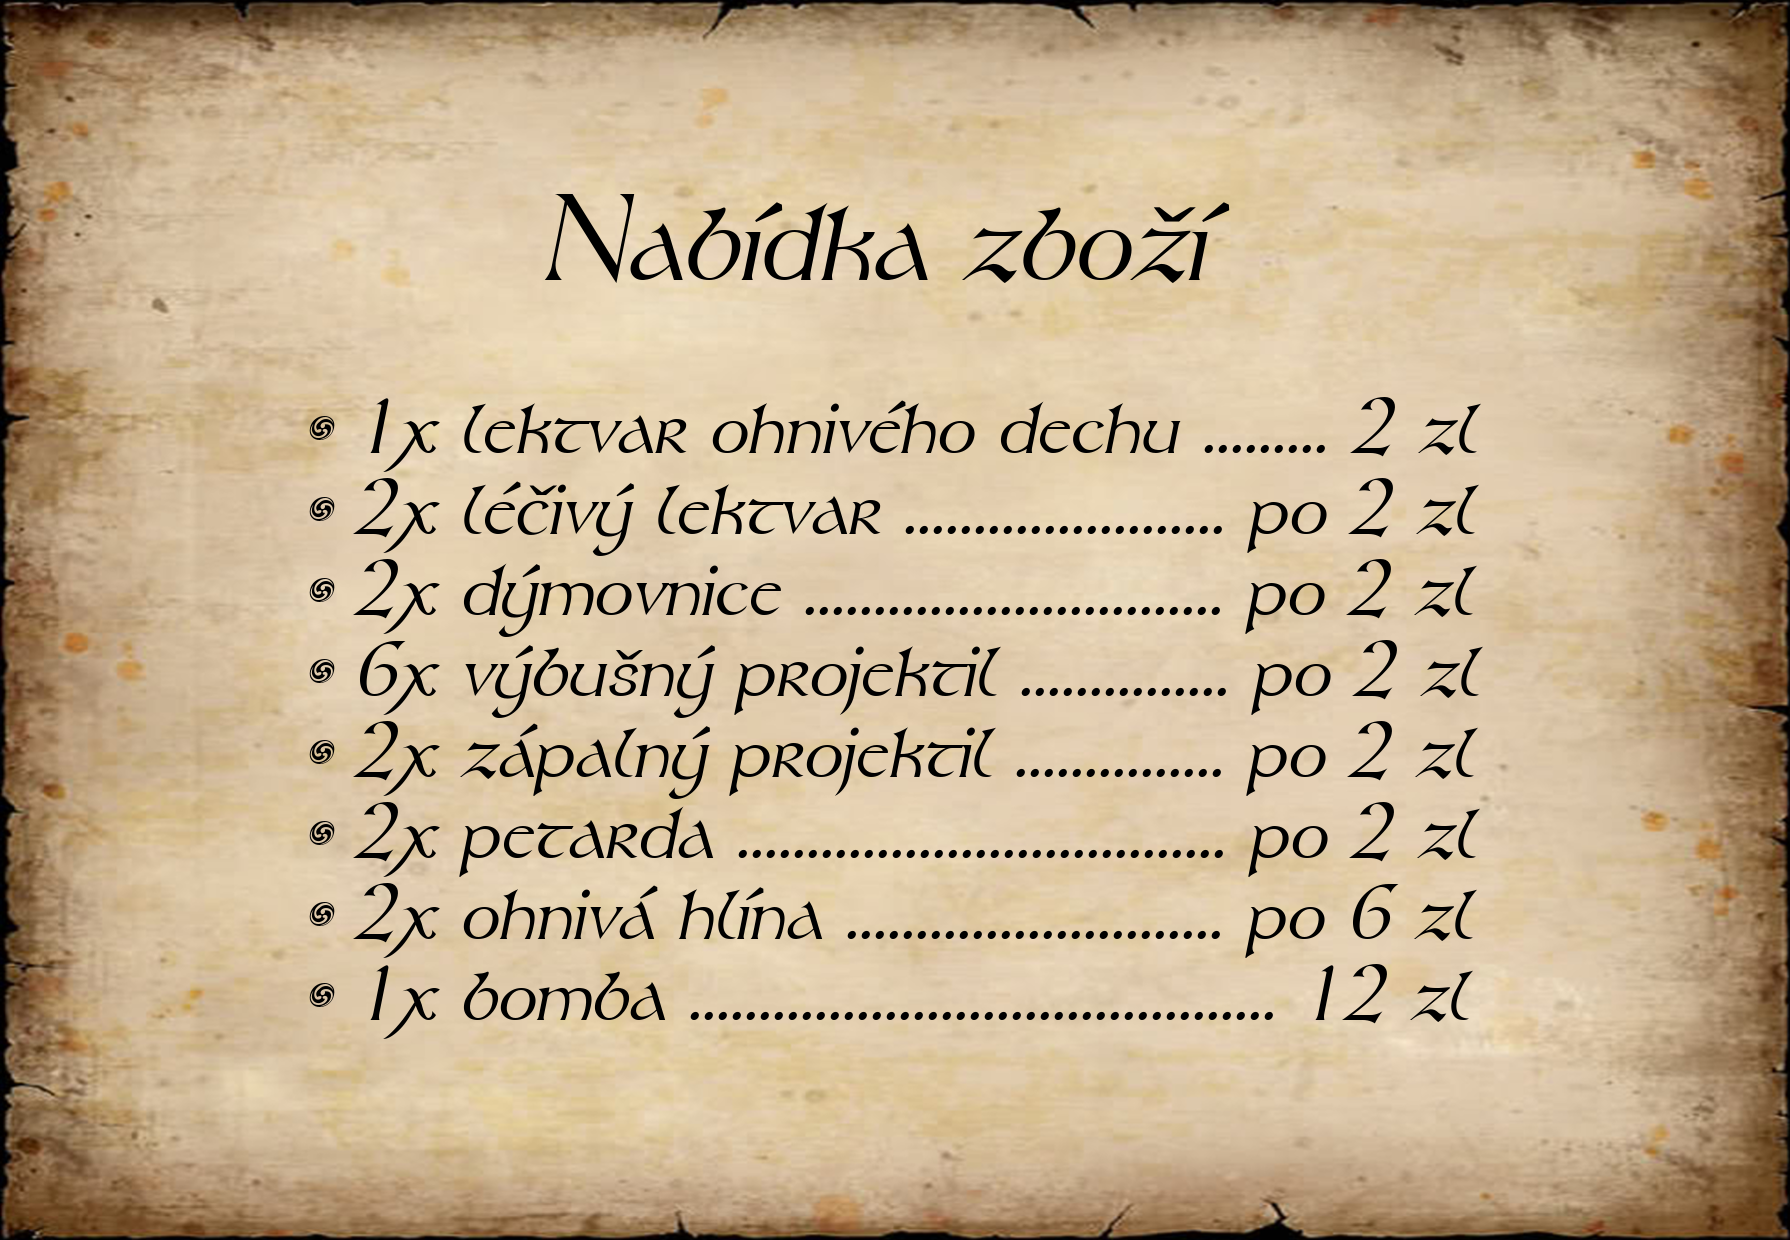 Nabídka zboží
1x lektvar ohnivého dechu ......... 2 zl
2x léčivý lektvar ....................... po 2 zl
2x dýmovnice .............................. po 2 zl
6x výbušný projektil ............... po 2 zl
2x zápalný projektil ............... po 2 zl
2x petarda ................................... po 2 zl
2x ohnivá hlína ........................... po 6 zl
1x bomba .......................................... 12 zl